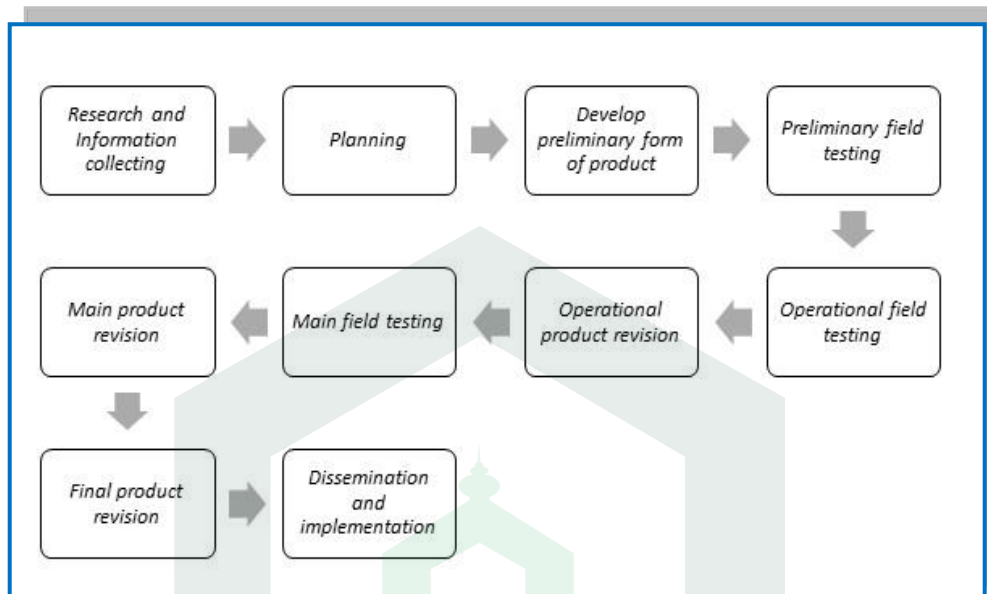 Research and
Information
collecting
Planning
Develop
preliminary form
of product
Preliminary field
testing
Operational field
testing
Operational
product revision
Main field testing
Main product
revision
Final product
revision
Dissemination
and
implementation